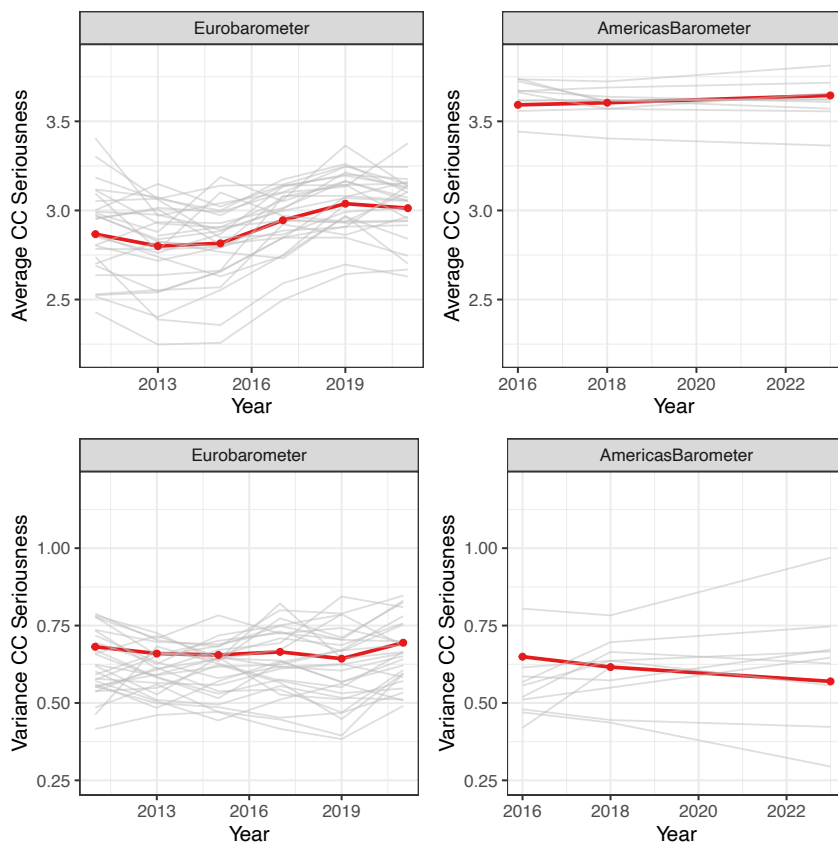 Eurobarometer
AmericasBarometer
Average CC Seriousness
3.5
3.0
2.5
2013
2016
2019
Year
Average CC Seriousness
3.5
3.0
2.5
2016
2018
2020
2022
Year
Eurobarometer
AmericasBarometer
Variance CC Seriousness
1.00
0.75
0.50
0.25
2013
2016
2019
Year
Variance CC Seriousness
1.00
0.75
0.50
0.25
2016
2018
2020
2022
Year